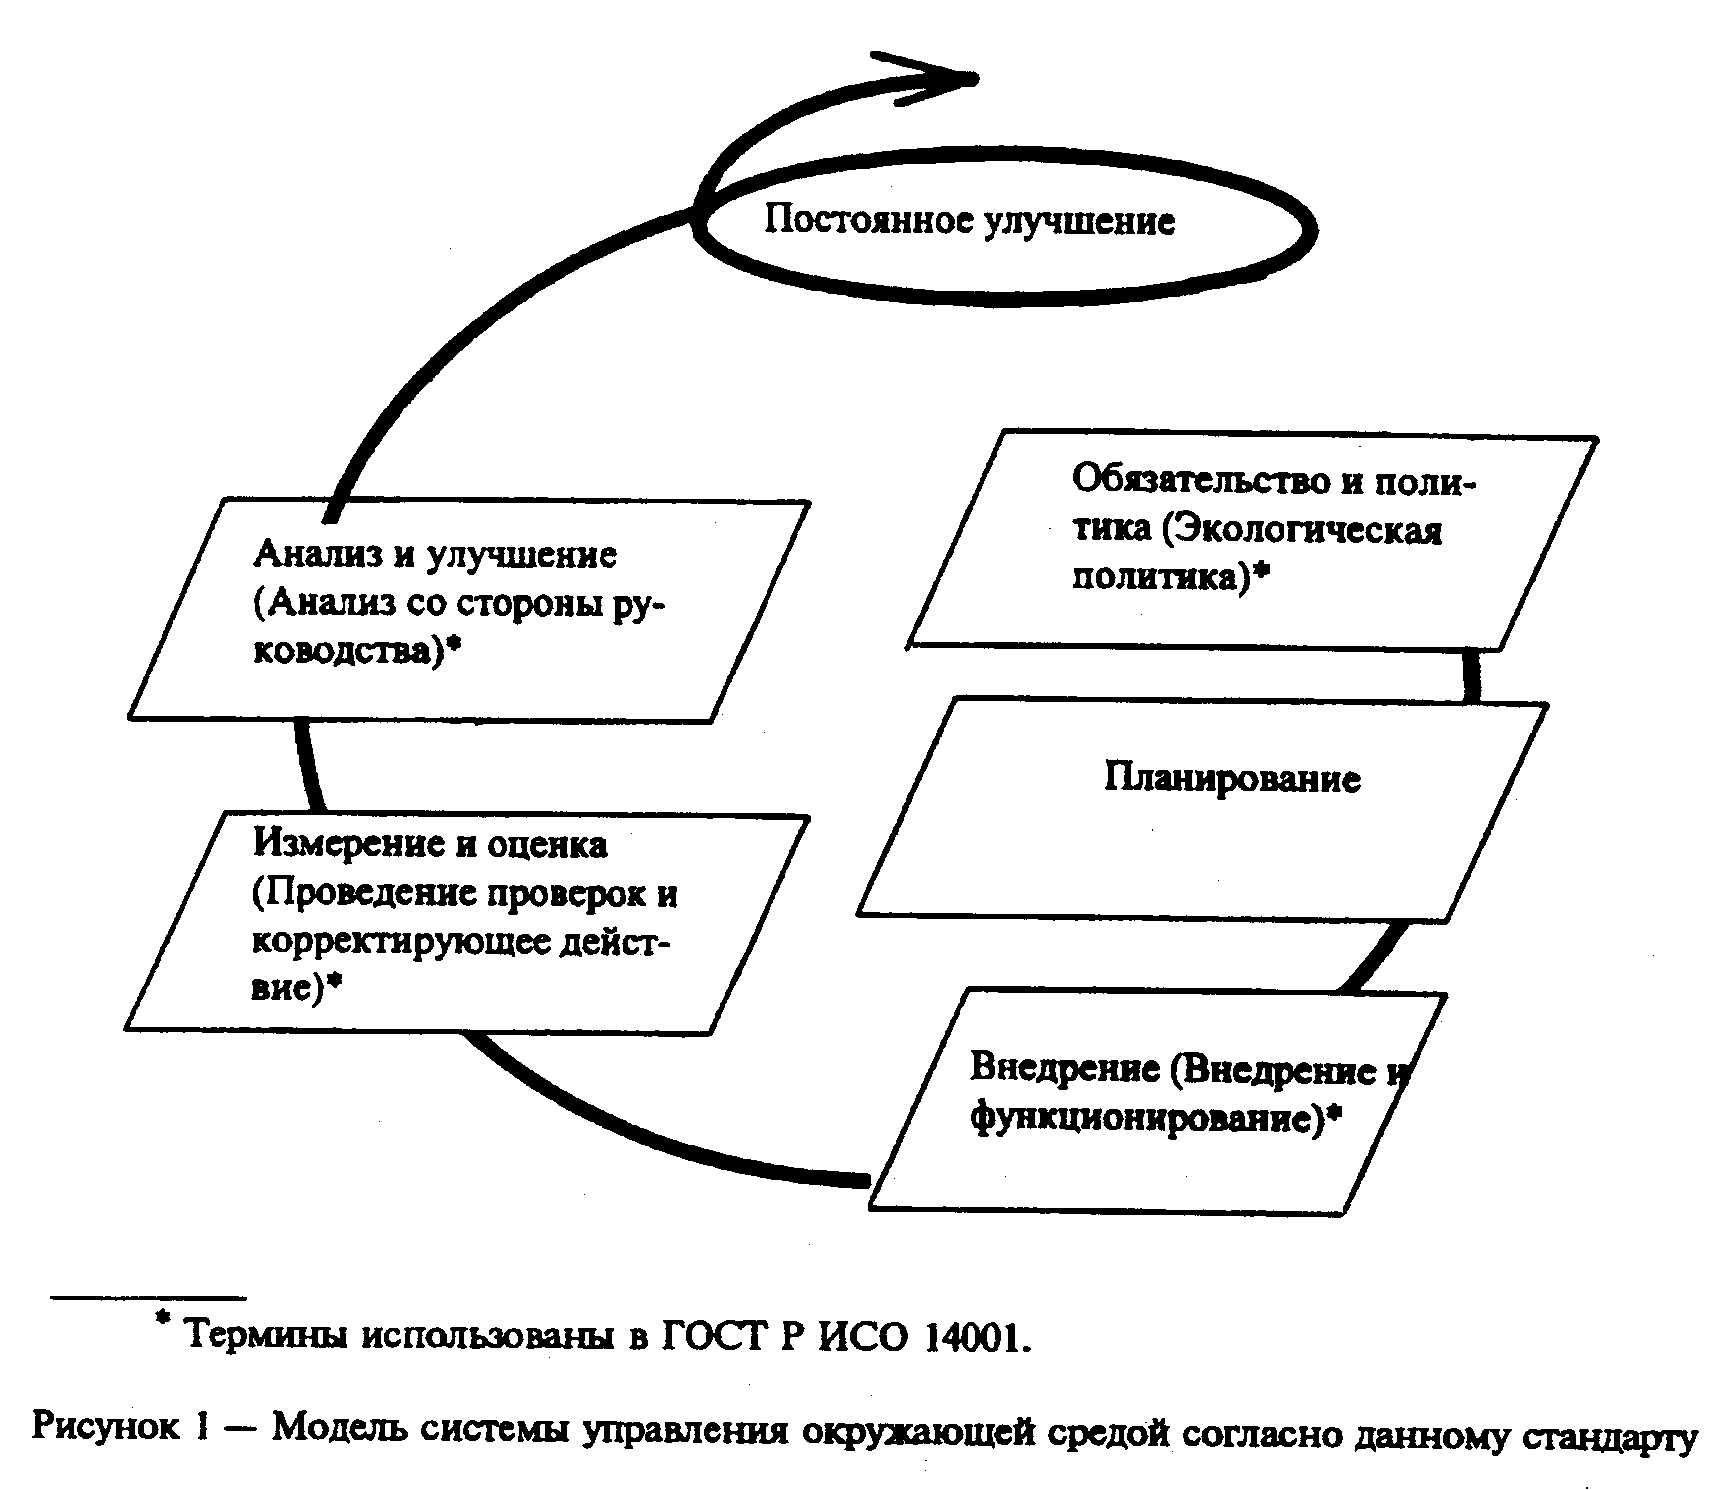 Постоянное улучшение
Обязательство и поли-
тика (Экологическая
политика)*
Планирование
Внедрение (Внедрение и
функционирование)*
Измерение и оценка
(Проведение проверок и
корректирующее дейст-
вие)*
Анализ и улучшение
(Анализ со стороны ру-
ководства)*
* Термины использованы в ГОСТ Р ИСО 14001.
Рисунок 1 — Модель системы управления окружающей средой согласно данному стандарту